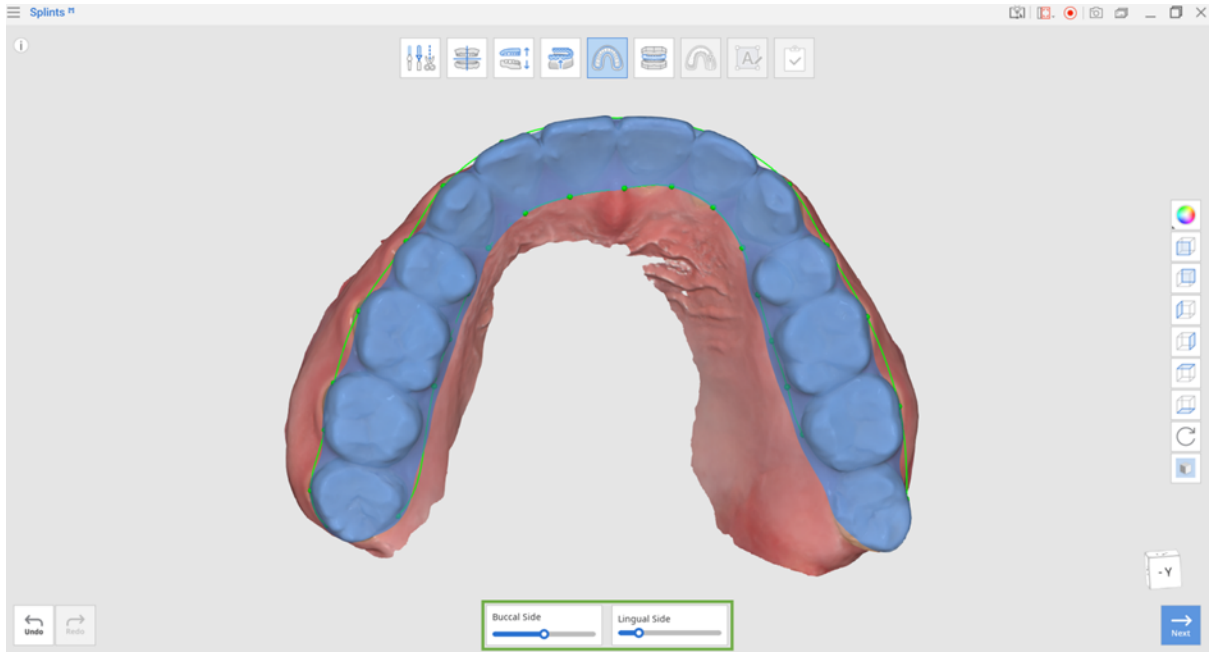 Splints
Buccal Side
Lingual Side
Undo
Redo
Next
- Y